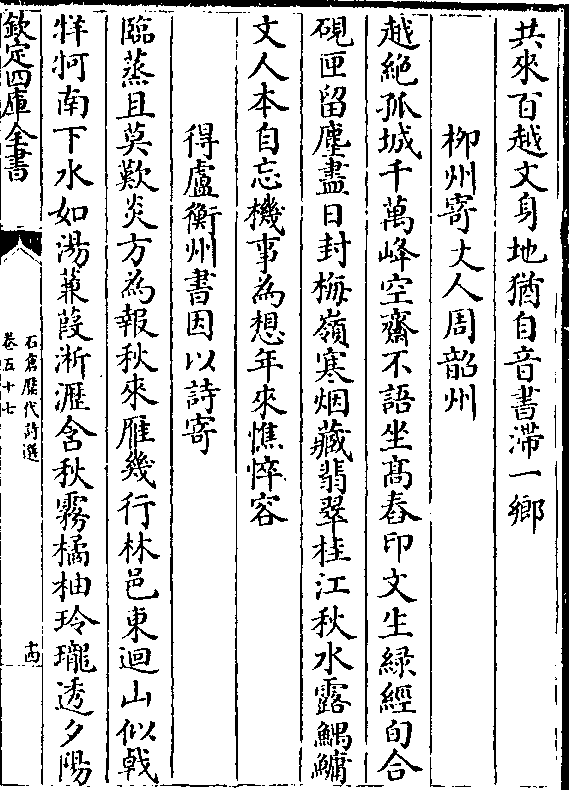 共來百越文身地猶自音書滯一鄉
柳州寄丈人周韶州
越絶孤城千萬峰空齋不語坐髙舂印文生緑經旬合
硯匣留塵盡日封梅嶺寒烟藏翡翠桂江秋水露鰅鱅
丈人本自忘機事為想年來憔悴容
得盧衡州書因以詩寄
臨蒸且莫歎炎方為報秋來雁幾行林邑東迴山似戟
牂牁南下水如湯蒹葭淅瀝含秋霧橘柚玲瓏透夕陽
欽定四庫全書
石倉歴代詩選
卷五十七
十四